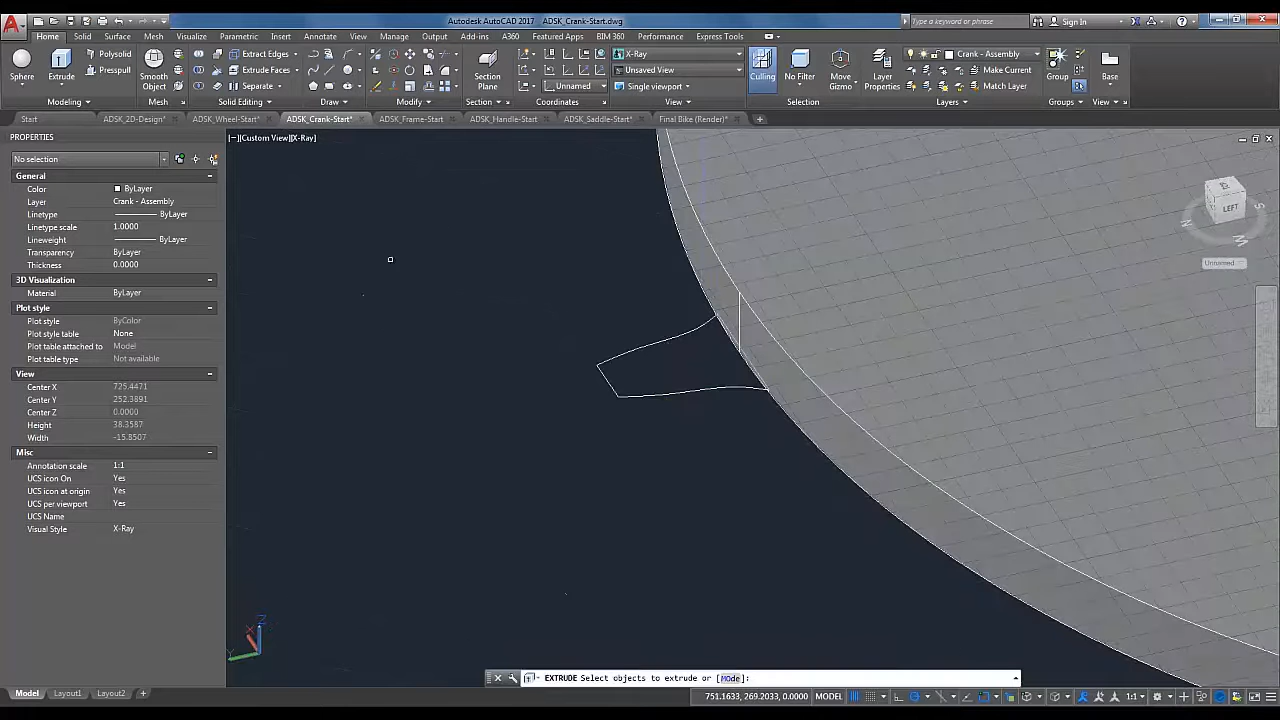 Autodesk AutoCAD 2017 ADSK_Crank-Start.dwg
Type a keyword or phrase
Sign In
Home Solid Surface Mesh Visualize Parametric Insert Annotate View Manage Output Add-ins A360 Featured Apps BIM 360 Performance Express Tools
Sphere
Extrude
Polysolid
Presspull
Smooth Object
Extract Edges
Extrude Faces
Separate
Section Plane
Unnamed
X-Ray
Unsaved View
Single viewport
Culling
No Filter
Move Gizmo
Layer Properties
Crank - Assembly
Make Current
Match Layer
Group
Base
Modeling Mesh Solid Editing Draw Modify Section Coordinates View Selection Layers Groups View
Start ADSK_2D-Design* ADSK_Wheel-Start* ADSK_Crank-Start* ADSK_Frame-Start ADSK_Handle-Start ADSK_Saddle-Start* Final Bike (Render)*
PROPERTIES
[−][Custom View][X-Ray]
No selection
General
Color ByLayer
Layer Crank - Assembly
Linetype ByLayer
Linetype scale 1.0000
Lineweight ByLayer
Transparency ByLayer
Thickness 0.0000
3D Visualization
Material ByLayer
Plot style
Plot style ByColor
Plot style table None
Plot table attached to Model
Plot table type Not available
View
Center X 725.4471
Center Y 252.3891
Center Z 0.0000
Height 38.3587
Width -15.8507
Misc
Annotation scale 1:1
UCS icon On Yes
UCS icon at origin Yes
UCS per viewport Yes
UCS Name
Visual Style X-Ray
LEFT
S
N
Unnamed
X
Y
Z
EXTRUDE Select objects to extrude or [MOde]:
Model Layout1 Layout2
751.1633, 269.2033, 0.0000 MODEL
1:1